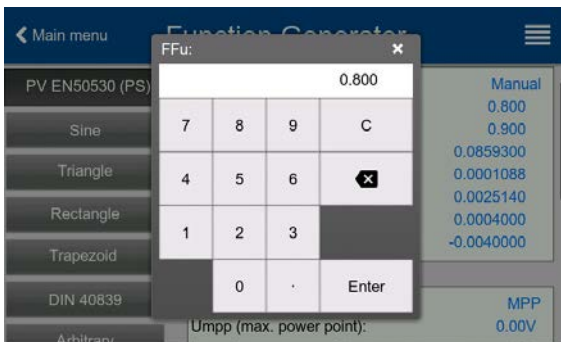 Main menu
Function Generator
FFu:
0.800
7 8 9 C
4 5 6
1 2 3
0 . Enter
PV EN50530 (PS)
Sine
Triangle
Rectangle
Trapezoid
DIN 40839
Arbitrary
Manual
0.800
0.900
0.0859300
0.0001088
0.0025140
0.0004000
-0.0040000
MPP
Umpp (max. power point): 0.00V